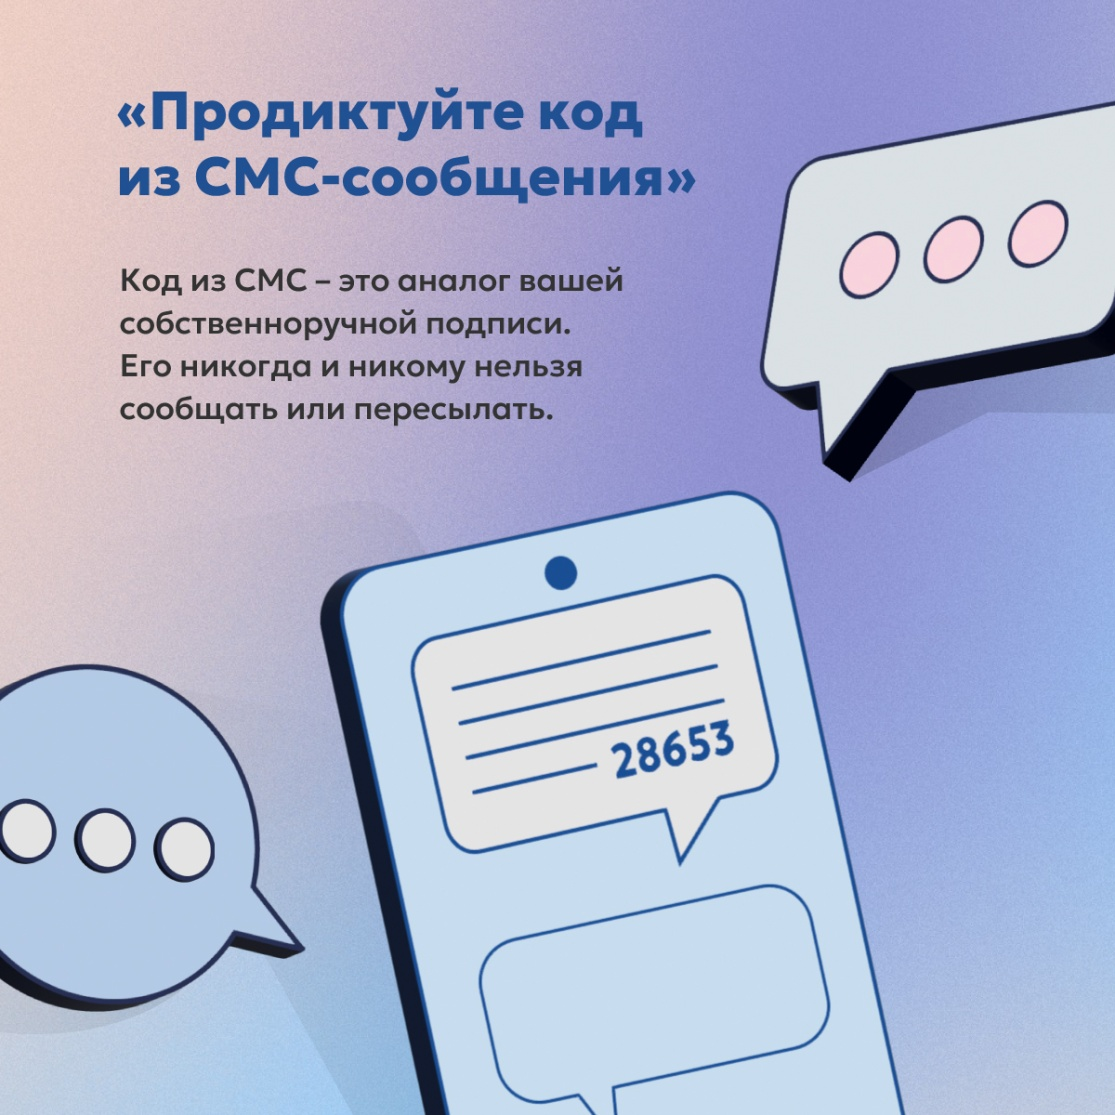 «Продиктуйте код
из СМС-сообщения»
Код из СМС – это аналог вашей
собственноручной подписи.
Его никогда и никому нельзя
сообщать или пересылать.
28653